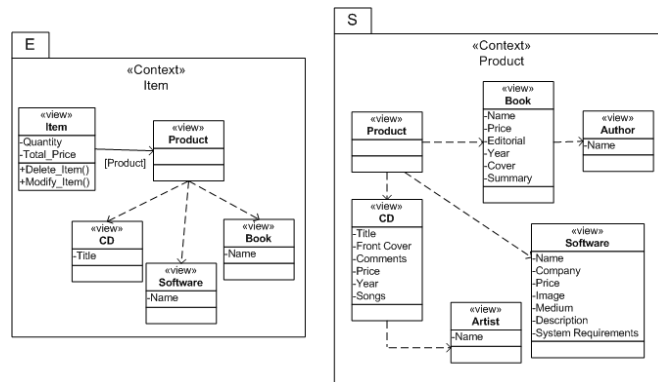 E
«Context»
Item
«view»
Item
-Quantity
-Total_Price
+Delete_Item()
+Modify_Item()
[Product]
«view»
Product
«view»
CD
-Title
«view»
Software
-Name
«view»
Book
-Name
S
«Context»
Product
«view»
Product
«view»
Book
-Name
-Price
-Editorial
-Year
-Cover
-Summary
«view»
Author
-Name
«view»
CD
-Title
-Front Cover
-Comments
-Price
-Year
-Songs
«view»
Software
-Name
-Company
-Price
-Image
-Medium
-Description
-System Requirements
«view»
Artist
-Name